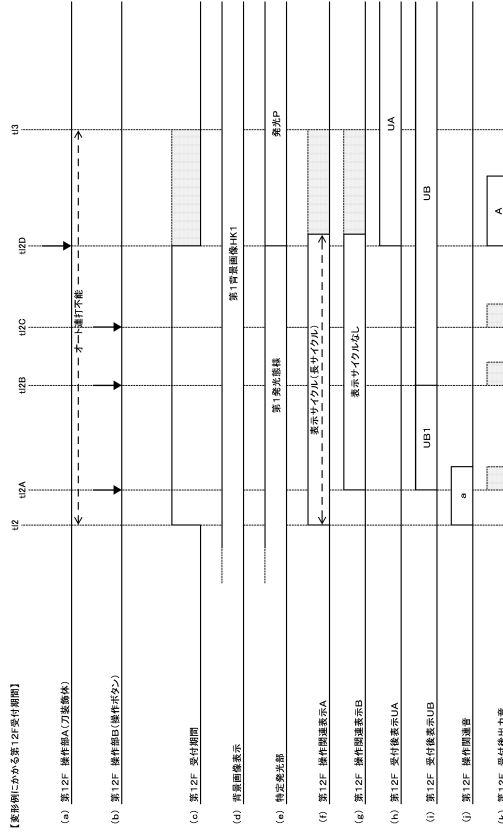 【変形例にかかる第12F受付期間】
tl2 tl2A tl2B tl2C tl2D tl3
(a) 第12F 操作部A(刀装飾体)
オート連打不能
(b) 第12F 操作部B(操作ボタン)
(c) 第12F 受付期間
(d) 背景画像表示
第1背景画像HK1
(e) 特定発光部
第1発光態様 発光P
(f) 第12F 操作関連表示A
表示サイクル(長サイクル)
(g) 第12F 操作関連表示B
表示サイクルなし
(h) 第12F 受付後表示UA
UA
(i) 第12F 受付後表示UB
UB1 UB
(j) 第12F 操作関連音
a
第12F 受付後出力音
A